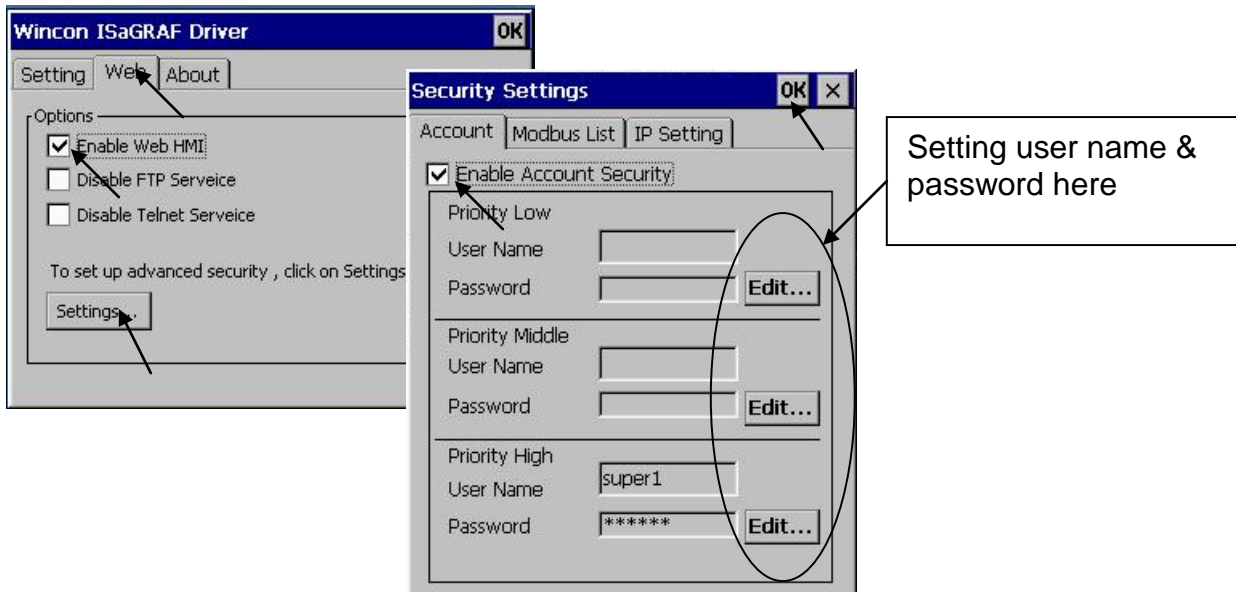 Wincon ISaGRAF Driver OK
Setting Web About
Options
Enable Web HMI
Disable FTP Serveice
Disable Telnet Serveice
To set up advanced security , click on Settings
Settings...
Security Settings OK ×
Account Modbus List IP Setting
Enable Account Security
Priority Low
User Name
Password Edit...
Priority Middle
User Name
Password Edit...
Priority High
User Name super1
Password ****** Edit...
Setting user name &
password here